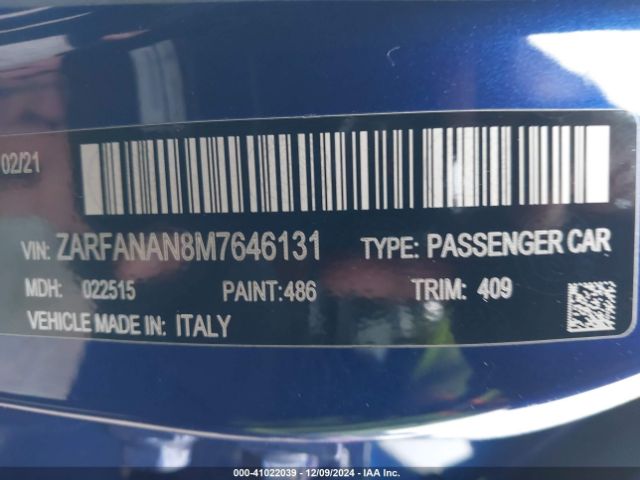 02/21
VIN: ZARFANAN8M7646131 TYPE: PASSENGER CAR
MDH: 022515 PAINT:486 TRIM: 409
VEHICLE MADE IN: ITALY
000-41022039 - 12/09/2024 - IAA Inc.